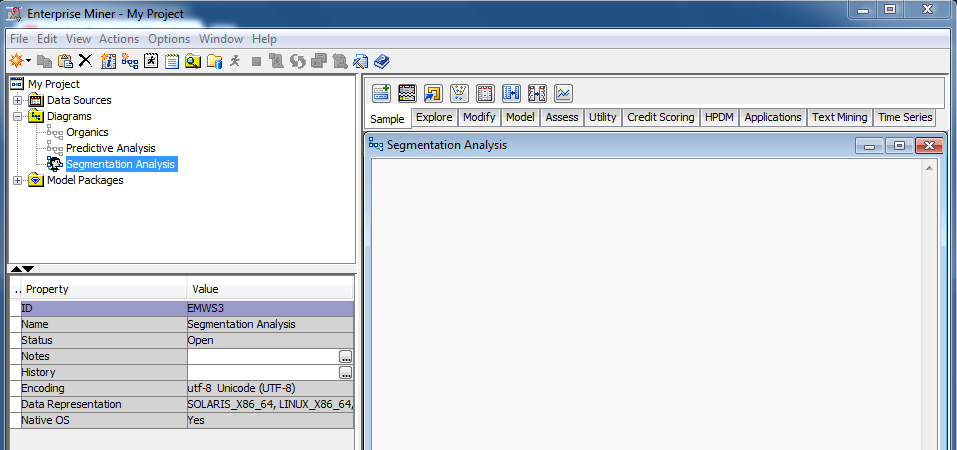 Enterprise Miner - My Project
File Edit View Actions Options Window Help
My Project
Data Sources
Diagrams
Organics
Predictive Analysis
Segmentation Analysis
Model Packages
.. Property Value
ID EMWS3
Name Segmentation Analysis
Status Open
Notes ...
History ...
Encoding utf-8 Unicode (UTF-8)
Data Representation SOLARIS_X86_64, LINUX_X86_64,
Native OS Yes
Sample Explore Modify Model Assess Utility Credit Scoring HPDM Applications Text Mining Time Series
Segmentation Analysis